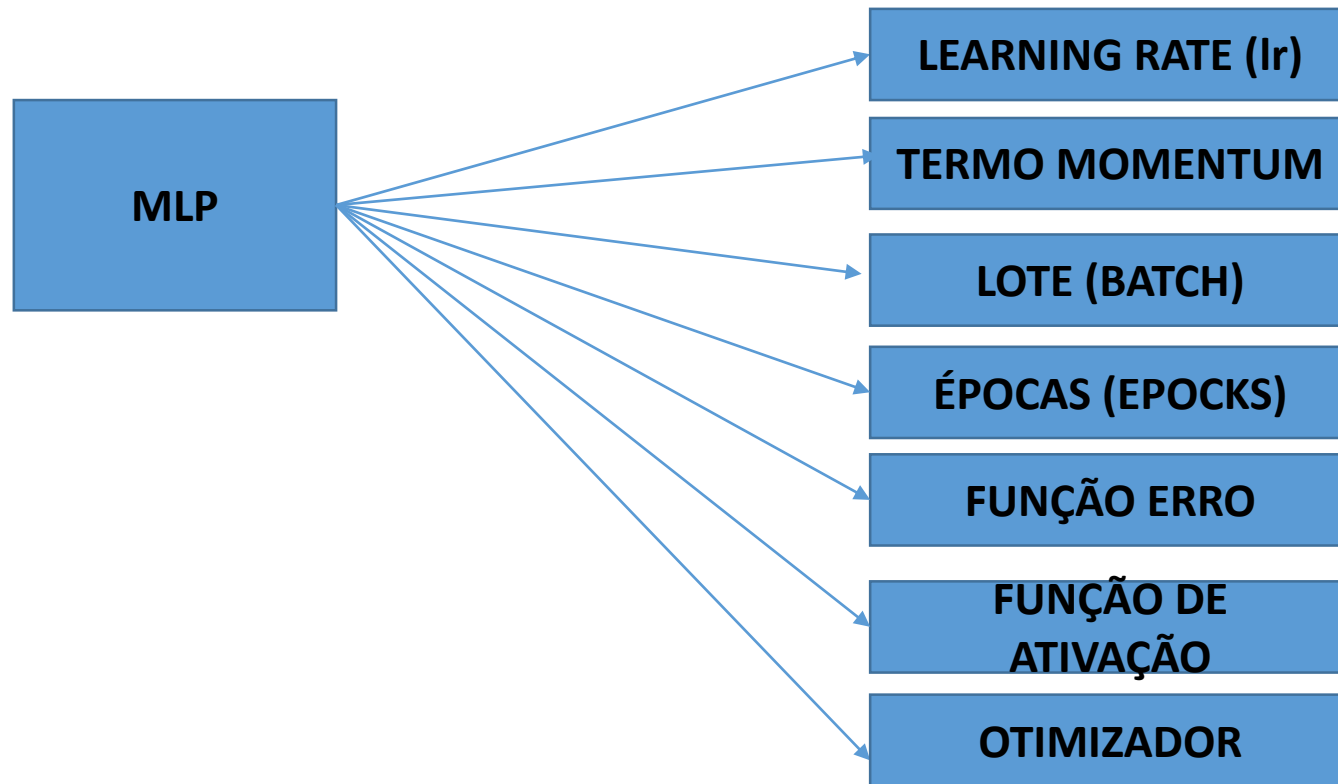 MLP
LEARNING RATE (lr)
TERMO MOMENTUM
LOTE (BATCH)
ÉPOCAS (EPOCKS)
FUNÇÃO ERRO
FUNÇÃO DE
ATIVAÇÃO
OTIMIZADOR